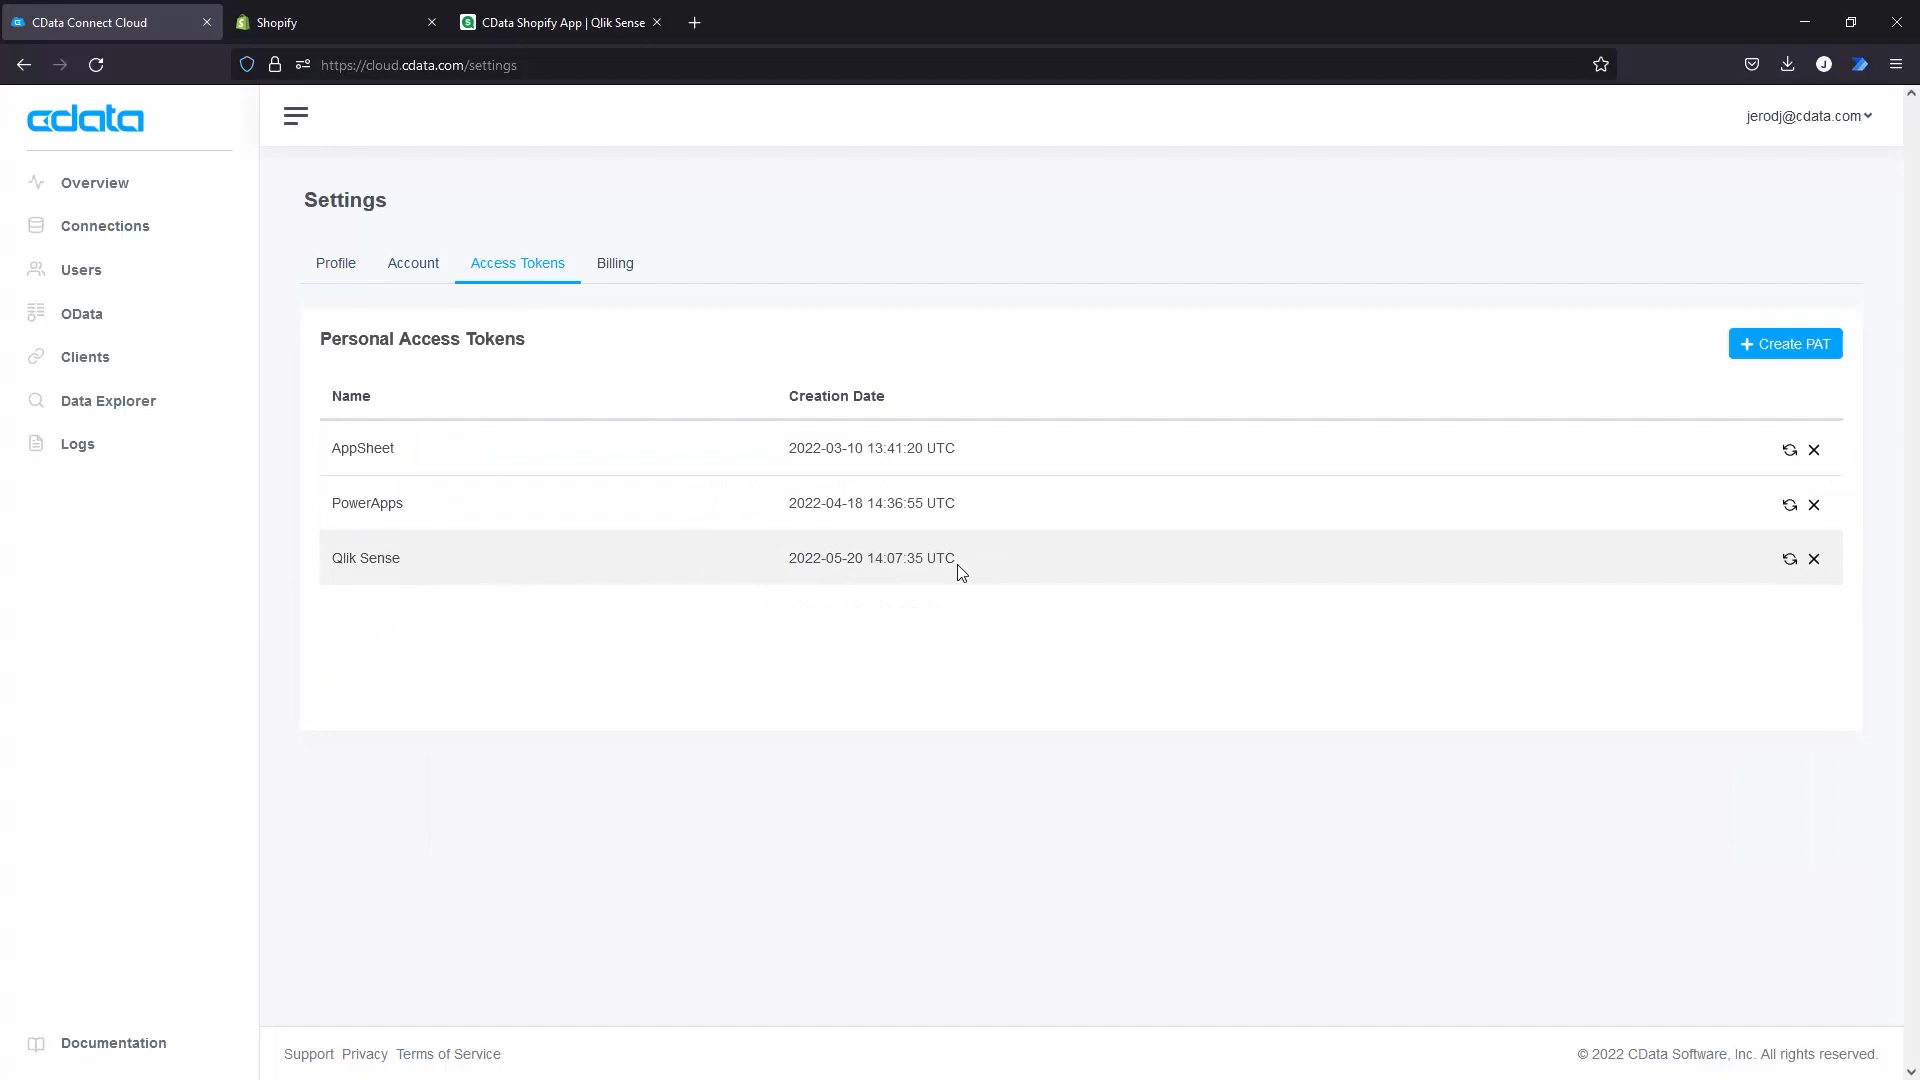 CData Connect Cloud
Shopify
CData Shopify App | Qlik Sense
https://cloud.cdata.com/settings
J
cdata
jerodj@cdata.com
Overview
Connections
Users
OData
Clients
Data Explorer
Logs
Documentation
Settings
Profile Account Access Tokens Billing
Personal Access Tokens
+ Create PAT
Name Creation Date
AppSheet 2022-03-10 13:41:20 UTC
PowerApps 2022-04-18 14:36:55 UTC
Qlik Sense 2022-05-20 14:07:35 UTC
Support Privacy Terms of Service
© 2022 CData Software, Inc. All rights reserved.